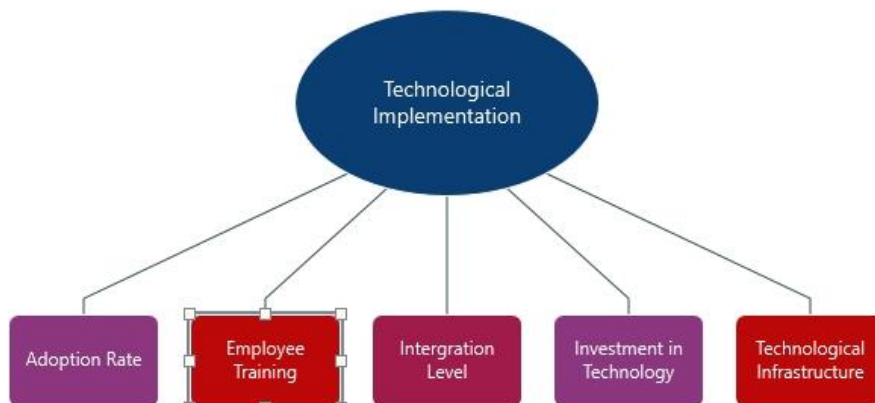 Technological
Implementation
Adoption Rate
Employee
Training
Intergration
Level
Investment in
Technology
Technological
Infrastructure